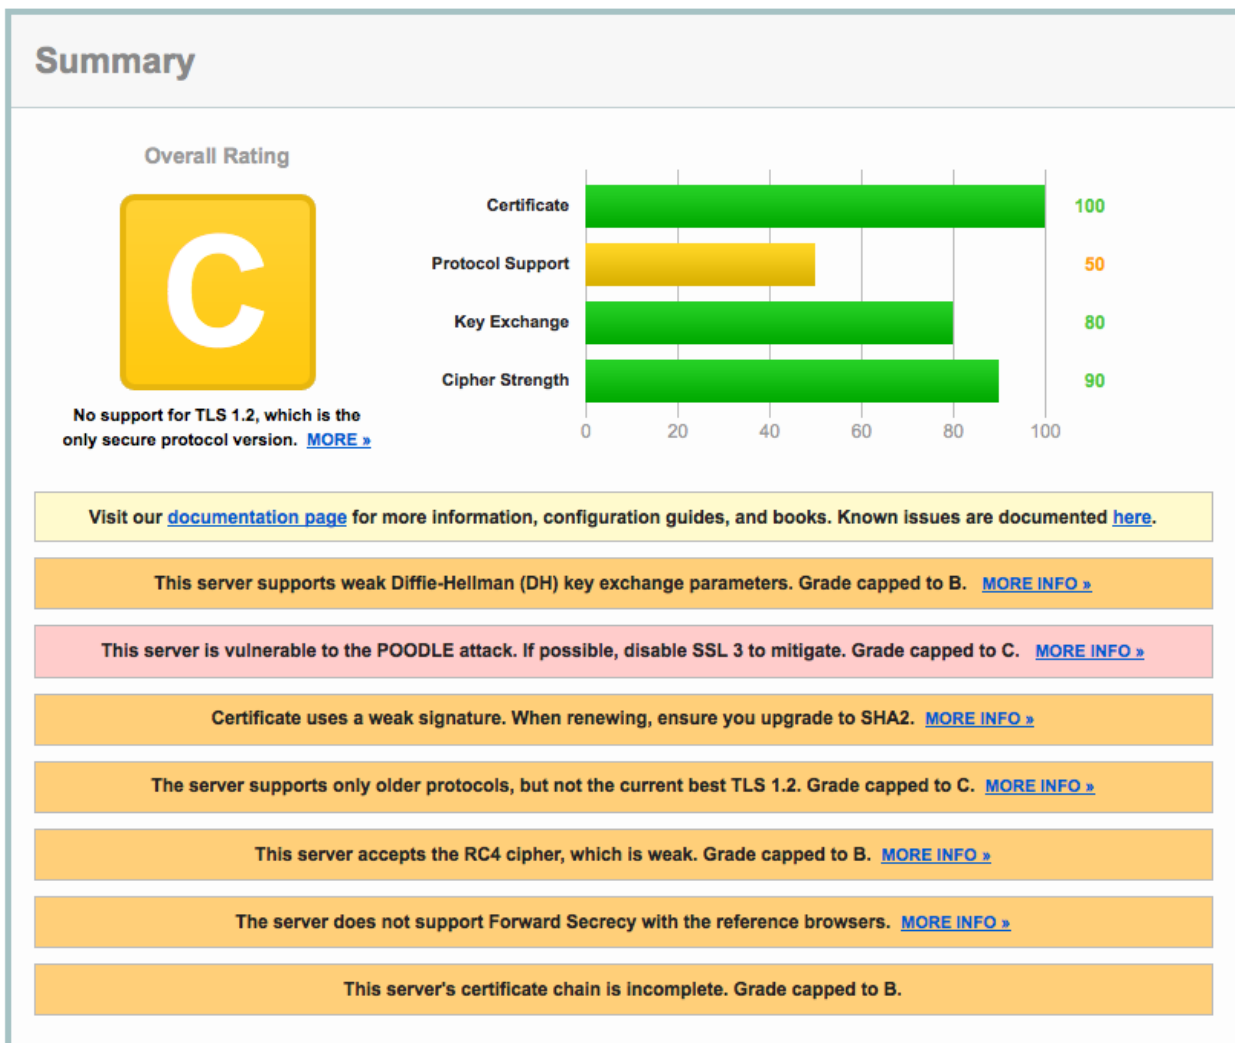 Summary
Overall Rating
C
No support for TLS 1.2, which is the
only secure protocol version. MORE »
Certificate 100
Protocol Support 50
Key Exchange 80
Cipher Strength 90
0 20 40 60 80 100
Visit our documentation page for more information, configuration guides, and books. Known issues are documented here.
This server supports weak Diffie-Hellman (DH) key exchange parameters. Grade capped to B. MORE INFO »
This server is vulnerable to the POODLE attack. If possible, disable SSL 3 to mitigate. Grade capped to C. MORE INFO »
Certificate uses a weak signature. When renewing, ensure you upgrade to SHA2. MORE INFO »
The server supports only older protocols, but not the current best TLS 1.2. Grade capped to C. MORE INFO »
This server accepts the RC4 cipher, which is weak. Grade capped to B. MORE INFO »
The server does not support Forward Secrecy with the reference browsers. MORE INFO »
This server's certificate chain is incomplete. Grade capped to B.